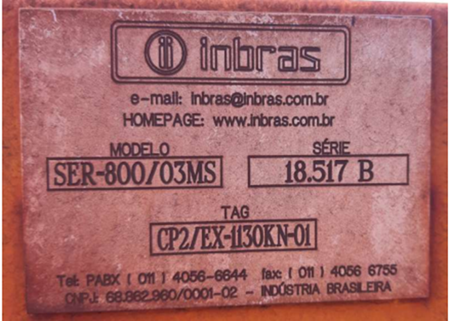 inbras
e-mail: inbras@inbras.com.br
HOMEPAGE: www.inbras.com.br
MODELO SÉRIE
SER-800/03MS 18.517 B
TAG
CP2/EX-1130KN-01
Tel: PABX ( 011 ) 4056-6644 fax: ( 011 ) 4056 6755
CNPJ: 68.862.960/0001-02 - INDÚSTRIA BRASILEIRA